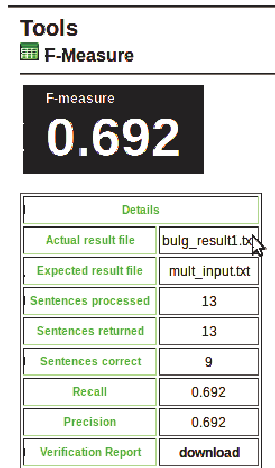 Tools
F-Measure
F-measure
0.692
Details
Actual result file bulg_result1.txt
Expected result file mult_input.txt
Sentences processed 13
Sentences returned 13
Sentences correct 9
Recall 0.692
Precision 0.692
Verification Report download